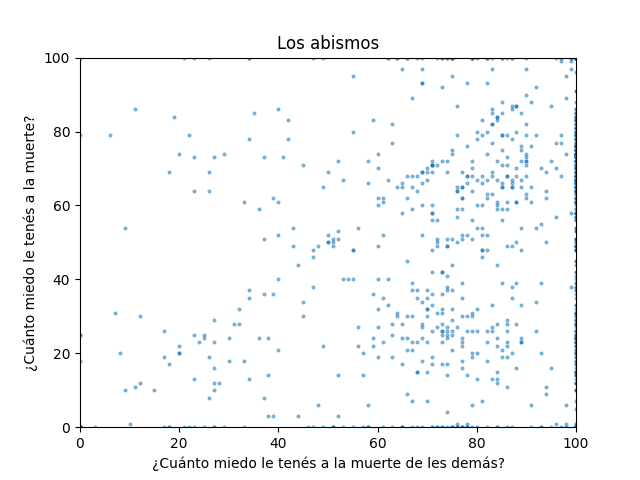 Los abismos
100
80
60
40
20
0
¿Cuánto miedo le tenés a la muerte?
0 20 40 60 80 100
¿Cuánto miedo le tenés a la muerte de les demás?